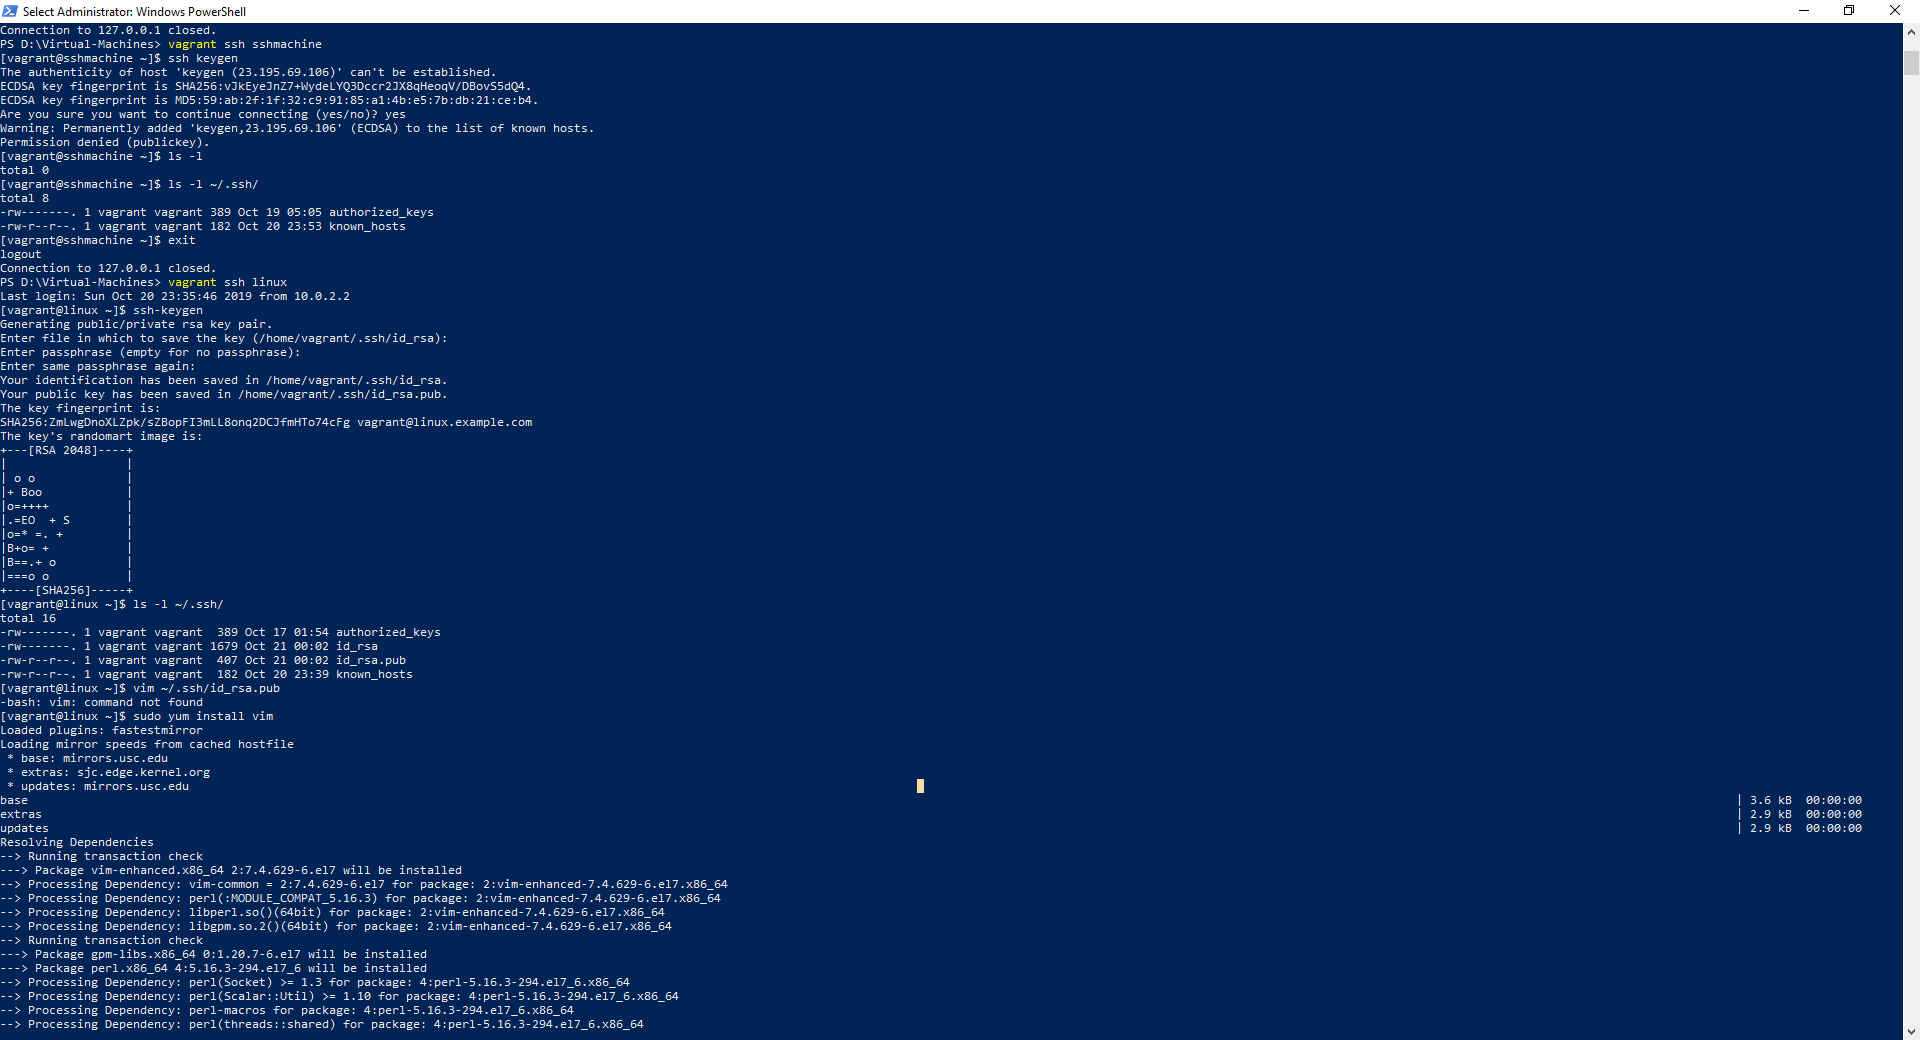 Select Administrator: Windows PowerShell
Connection to 127.0.0.1 closed.
PS D:\Virtual-Machines> vagrant ssh sshmachine
[vagrant@sshmachine ~]$ ssh keygen
The authenticity of host 'keygen (23.195.69.106)' can't be established.
ECDSA key fingerprint is SHA256:vJkEyeJnZ7+WydeLYQ3Dccr2JX8qHeoqV/DBovS5dQ4.
ECDSA key fingerprint is MD5:59:ab:2f:1f:32:c9:91:85:a1:4b:e5:7b:db:21:ce:b4.
Are you sure you want to continue connecting (yes/no)? yes
Warning: Permanently added 'keygen,23.195.69.106' (ECDSA) to the list of known hosts.
Permission denied (publickey).
[vagrant@sshmachine ~]$ ls -l
total 0
[vagrant@sshmachine ~]$ ls -l ~/.ssh/
total 8
-rw-------. 1 vagrant vagrant 389 Oct 19 05:05 authorized_keys
-rw-r--r--. 1 vagrant vagrant 182 Oct 20 23:53 known_hosts
[vagrant@sshmachine ~]$ exit
logout
Connection to 127.0.0.1 closed.
PS D:\Virtual-Machines> vagrant ssh linux
Last login: Sun Oct 20 23:35:46 2019 from 10.0.2.2
[vagrant@linux ~]$ ssh-keygen
Generating public/private rsa key pair.
Enter file in which to save the key (/home/vagrant/.ssh/id_rsa):
Enter passphrase (empty for no passphrase):
Enter same passphrase again:
Your identification has been saved in /home/vagrant/.ssh/id_rsa.
Your public key has been saved in /home/vagrant/.ssh/id_rsa.pub.
The key fingerprint is:
SHA256:ZmLwgDnoXLZpk/sZBopFI3mLL8onq2DCJfmHTo74cFg vagrant@linux.example.com
The key's randomart image is:
+---[RSA 2048]----+
|                 |
| o o             |
|+ Boo            |
|o=++++           |
|.=EO  + S        |
|o=* =. +         |
|B+o= +           |
|B==.+ o          |
|===o o           |
+----[SHA256]-----+
[vagrant@linux ~]$ ls -l ~/.ssh/
total 16
-rw-------. 1 vagrant vagrant  389 Oct 17 01:54 authorized_keys
-rw-------. 1 vagrant vagrant 1679 Oct 21 00:02 id_rsa
-rw-r--r--. 1 vagrant vagrant  407 Oct 21 00:02 id_rsa.pub
-rw-r--r--. 1 vagrant vagrant  182 Oct 20 23:39 known_hosts
[vagrant@linux ~]$ vim ~/.ssh/id_rsa.pub
-bash: vim: command not found
[vagrant@linux ~]$ sudo yum install vim
Loaded plugins: fastestmirror
Loading mirror speeds from cached hostfile
 * base: mirrors.usc.edu
 * extras: sjc.edge.kernel.org
 * updates: mirrors.usc.edu
base | 3.6 kB  00:00:00
extras | 2.9 kB  00:00:00
updates | 2.9 kB  00:00:00
Resolving Dependencies
--> Running transaction check
---> Package vim-enhanced.x86_64 2:7.4.629-6.el7 will be installed
--> Processing Dependency: vim-common = 2:7.4.629-6.el7 for package: 2:vim-enhanced-7.4.629-6.el7.x86_64
--> Processing Dependency: perl(:MODULE_COMPAT_5.16.3) for package: 2:vim-enhanced-7.4.629-6.el7.x86_64
--> Processing Dependency: libperl.so()(64bit) for package: 2:vim-enhanced-7.4.629-6.el7.x86_64
--> Processing Dependency: libgpm.so.2()(64bit) for package: 2:vim-enhanced-7.4.629-6.el7.x86_64
--> Running transaction check
---> Package gpm-libs.x86_64 0:1.20.7-6.el7 will be installed
---> Package perl.x86_64 4:5.16.3-294.el7_6 will be installed
--> Processing Dependency: perl(Socket) >= 1.3 for package: 4:perl-5.16.3-294.el7_6.x86_64
--> Processing Dependency: perl(Scalar::Util) >= 1.10 for package: 4:perl-5.16.3-294.el7_6.x86_64
--> Processing Dependency: perl-macros for package: 4:perl-5.16.3-294.el7_6.x86_64
--> Processing Dependency: perl(threads::shared) for package: 4:perl-5.16.3-294.el7_6.x86_64